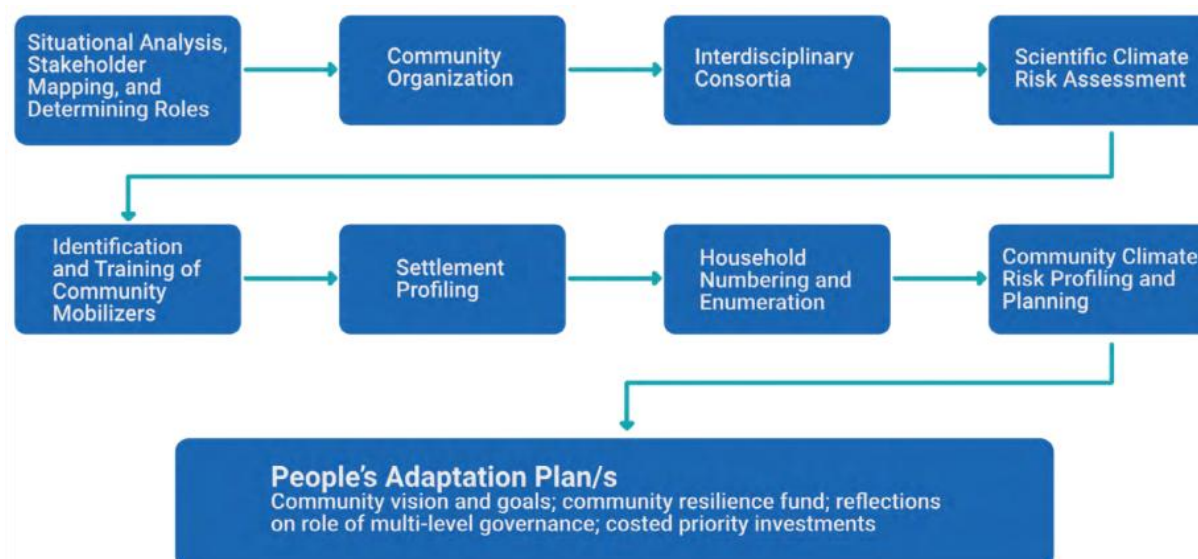 Situational Analysis,
Stakeholder
Mapping, and
Determining Roles
Community
Organization
Interdisciplinary
Consortia
Scientific Climate
Risk Assessment
Identification
and Training of
Community
Mobilizers
Settlement
Profiling
Household
Numbering and
Enumeration
Community Climate
Risk Profiling and
Planning
People’s Adaptation Plan/s
Community vision and goals; community resilience fund; reflections
on role of multi-level governance; costed priority investments